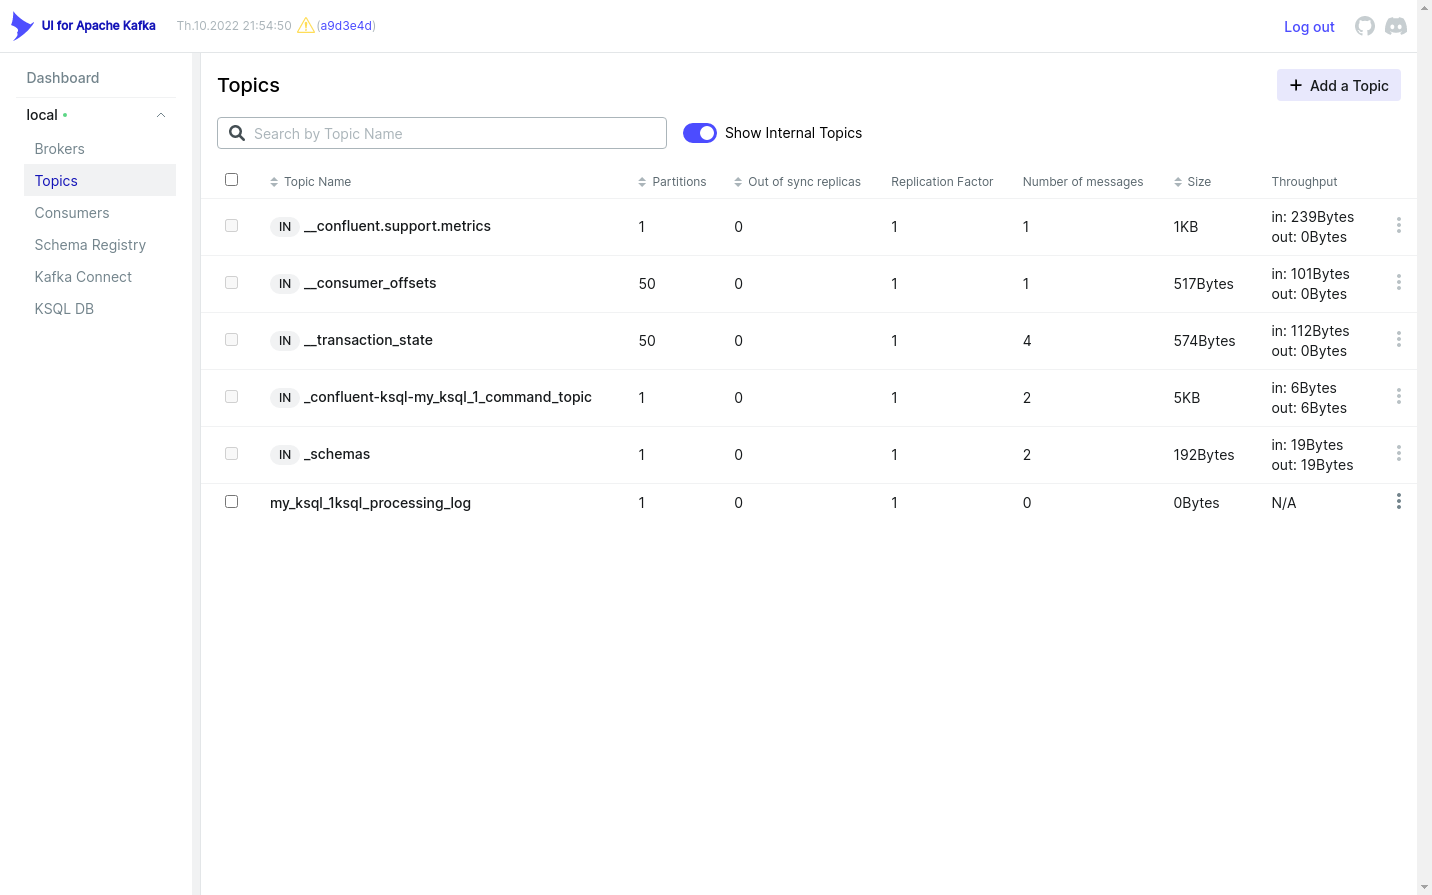 UI for Apache Kafka Th.10.2022 21:54:50 (a9d3e4d) Log out
Dashboard
local
Brokers
Topics
Consumers
Schema Registry
Kafka Connect
KSQL DB
Topics
Add a Topic
Search by Topic Name
Show Internal Topics
Topic Name Partitions Out of sync replicas Replication Factor Number of messages Size Throughput
IN __confluent.support.metrics 1 0 1 1 1KB in: 239Bytes
out: 0Bytes
IN __consumer_offsets 50 0 1 1 517Bytes in: 101Bytes
out: 0Bytes
IN __transaction_state 50 0 1 4 574Bytes in: 112Bytes
out: 0Bytes
IN _confluent-ksql-my_ksql_1_command_topic 1 0 1 2 5KB in: 6Bytes
out: 6Bytes
IN _schemas 1 0 1 2 192Bytes in: 19Bytes
out: 19Bytes
my_ksql_1ksql_processing_log 1 0 1 0 0Bytes N/A